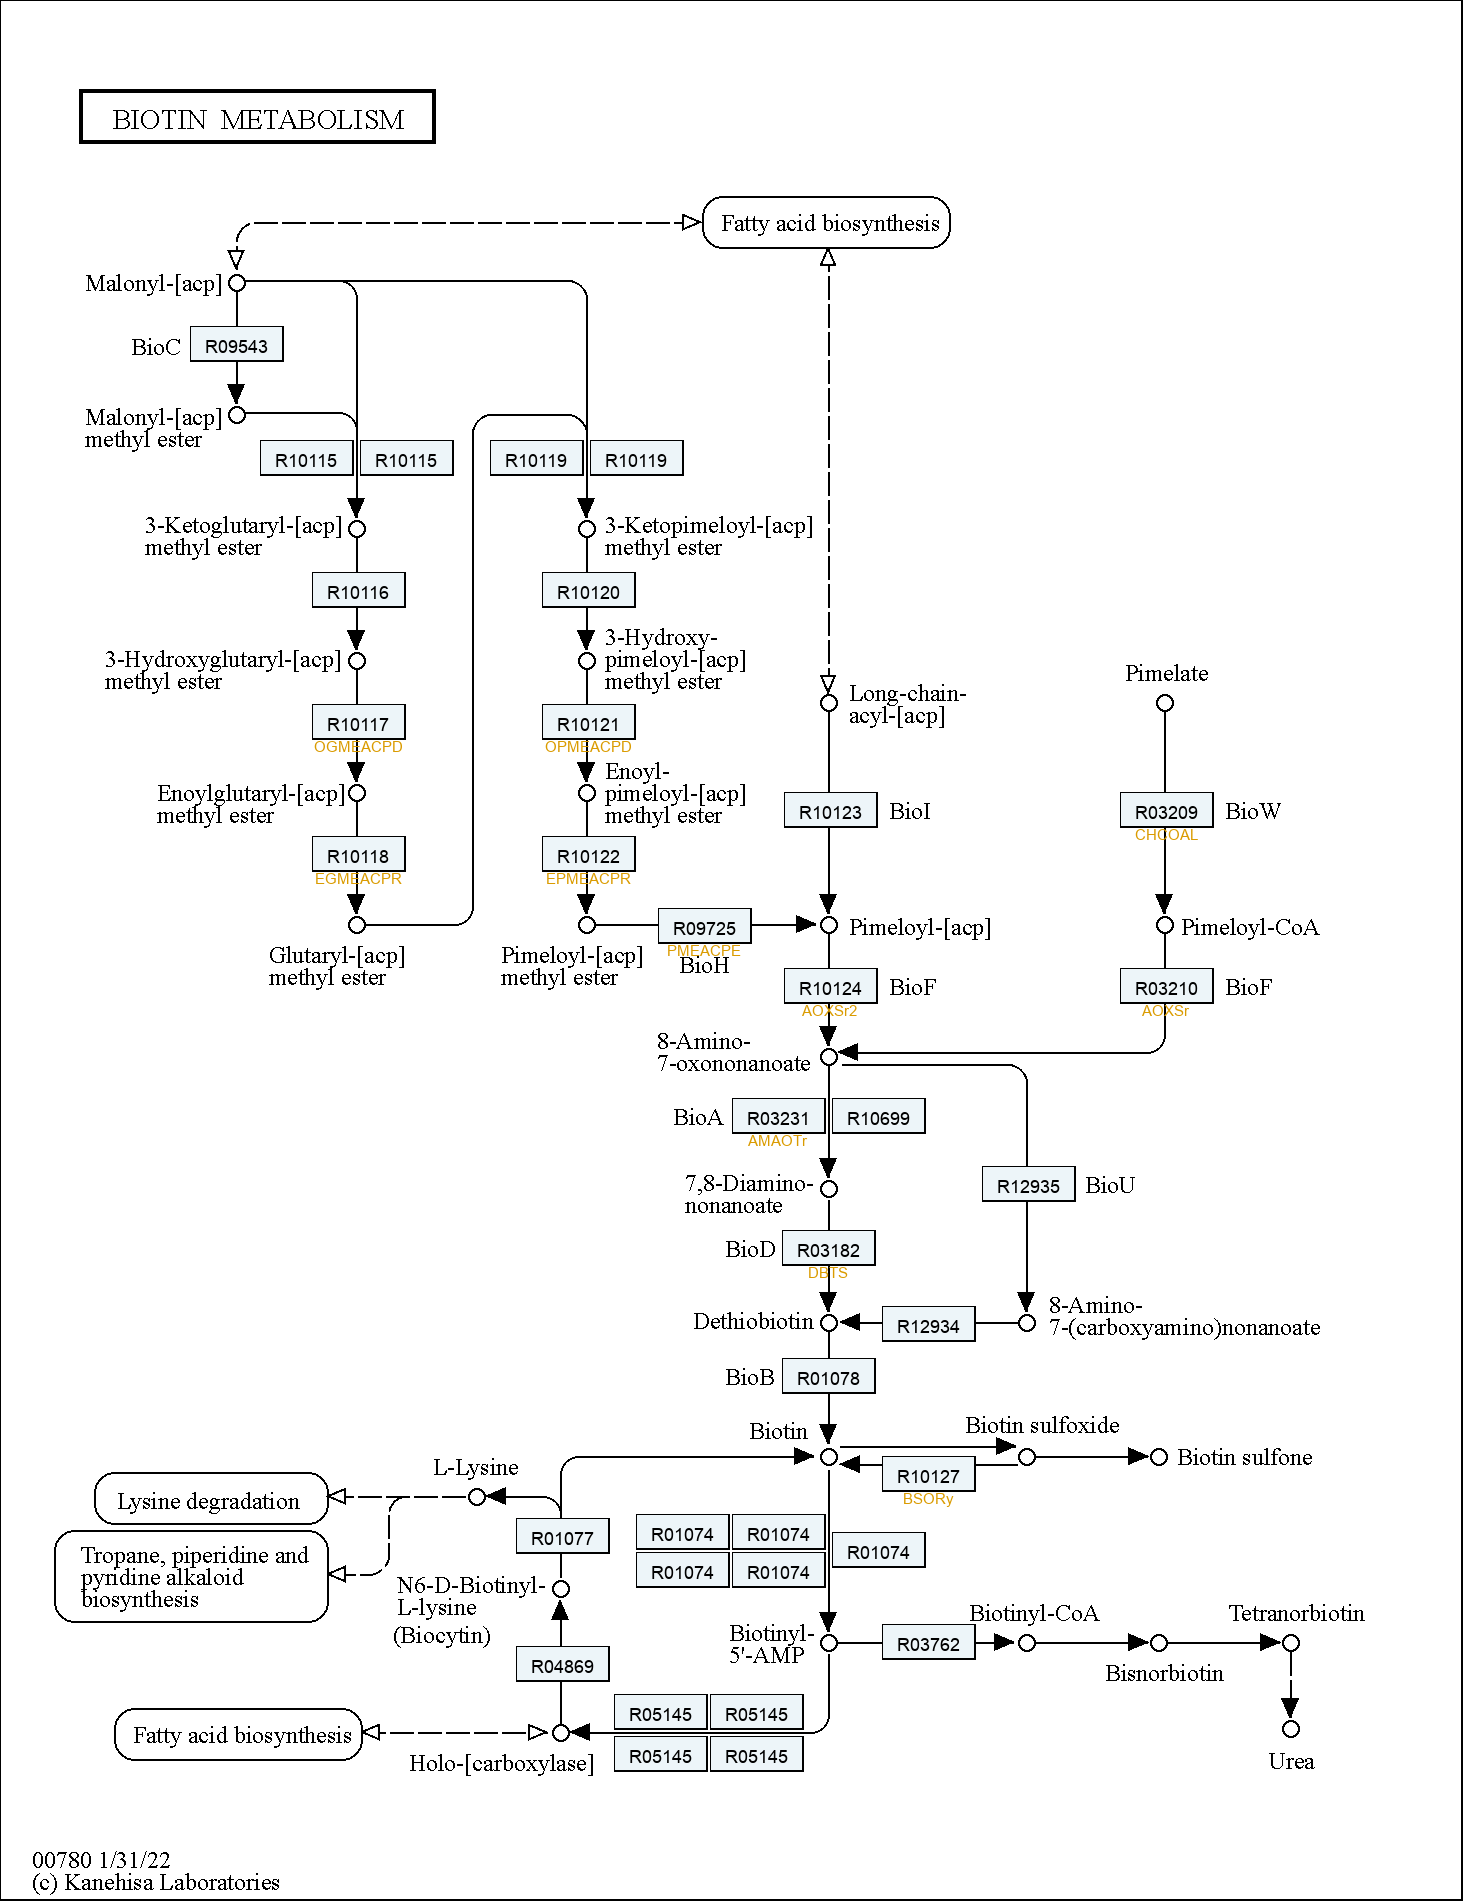 BIOTIN METABOLISM
Fatty acid biosynthesis
Malonyl-[acp]
BioC
R09543
Malonyl-[acp]
methyl ester
R10115
R10115
R10119
R10119
3-Ketoglutaryl-[acp]
methyl ester
3-Ketopimeloyl-[acp]
methyl ester
R10116
R10120
3-Hydroxyglutaryl-[acp]
methyl ester
3-Hydroxy-
pimeloyl-[acp]
methyl ester
Long-chain-
acyl-[acp]
Pimelate
R10117
OGMEACPD
R10121
OPMEACPD
Enoylglutaryl-[acp]
methyl ester
Enoyl-
pimeloyl-[acp]
methyl ester
R10123
BioI
R03209
BioW
CHCOAL
R10118
EGMEACPR
R10122
EPMEACPR
Glutaryl-[acp]
methyl ester
Pimeloyl-[acp]
methyl ester
R09725
PMEACPE
BioH
Pimeloyl-[acp]
Pimeloyl-CoA
R10124
BioF
AOXSr2
R03210
BioF
AOXSr
8-Amino-
7-oxononanoate
BioA
R03231
R10699
AMAOTr
7,8-Diamino-
nonanoate
R12935
BioU
BioD
R03182
DBTS
Dethiobiotin
R12934
8-Amino-
7-(carboxyamino)nonanoate
BioB
R01078
Biotin
Biotin sulfoxide
Biotin sulfone
R10127
BSORy
L-Lysine
Lysine degradation
R01077
R01074
R01074
R01074
R01074
R01074
Tropane, piperidine and
pyridine alkaloid
biosynthesis
N6-D-Biotinyl-
L-lysine
(Biocytin)
Biotinyl-
5'-AMP
R03762
Biotinyl-CoA
Bisnorbiotin
Tetranorbiotin
R04869
R05145
R05145
R05145
R05145
Fatty acid biosynthesis
Holo-[carboxylase]
Urea
00780 1/31/22
(c) Kanehisa Laboratories